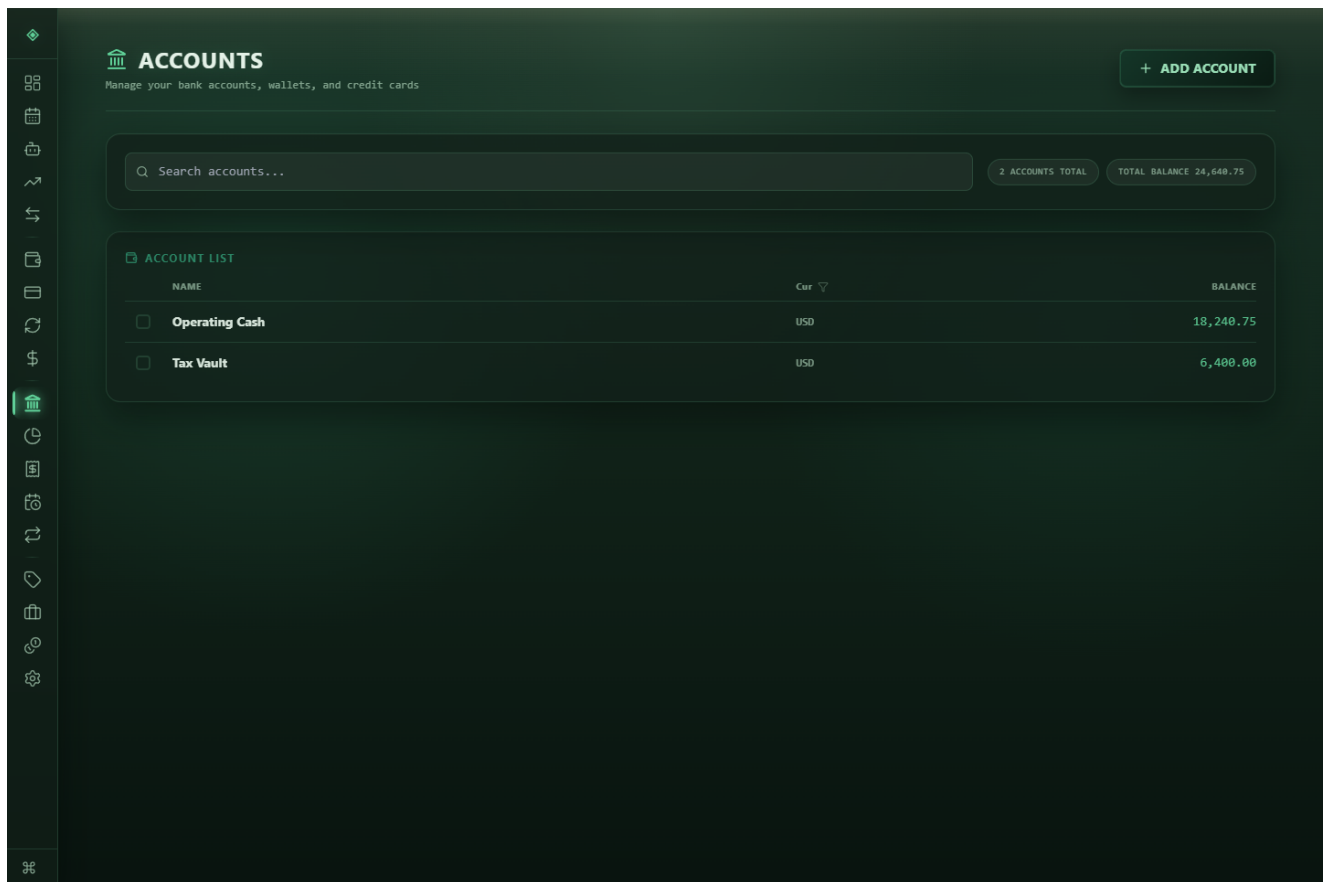 ACCOUNTS
Manage your bank accounts, wallets, and credit cards
+ ADD ACCOUNT
Search accounts...
2 ACCOUNTS TOTAL
TOTAL BALANCE 24,640.75
ACCOUNT LIST
NAME Cur BALANCE
Operating Cash USD 18,240.75
Tax Vault USD 6,400.00